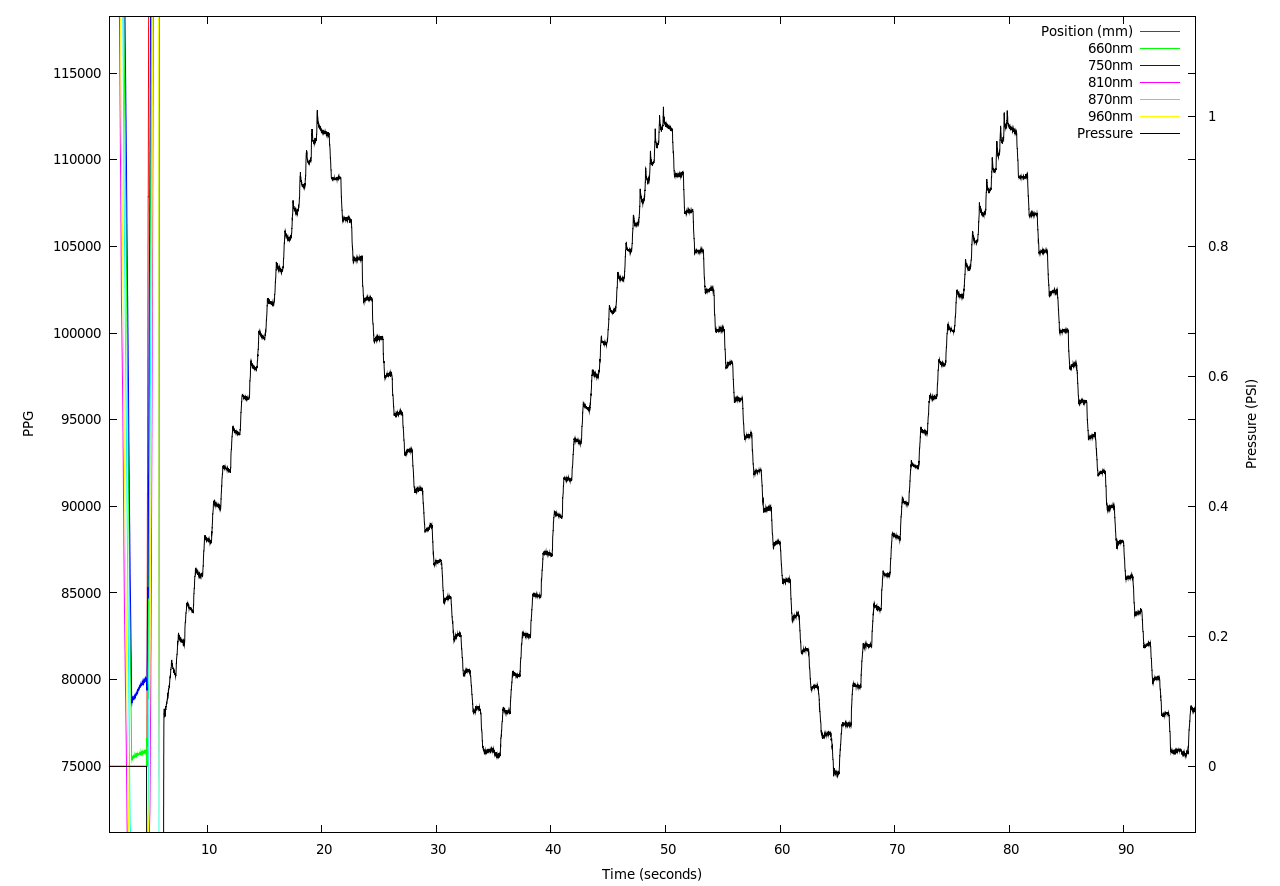 Position (mm)
660nm
750nm
810nm
870nm
960nm
Pressure
115000
110000
105000
100000
95000
90000
85000
80000
75000
PPG
1
0.8
0.6
0.4
0.2
0
Pressure (PSI)
10 20 30 40 50 60 70 80 90
Time (seconds)